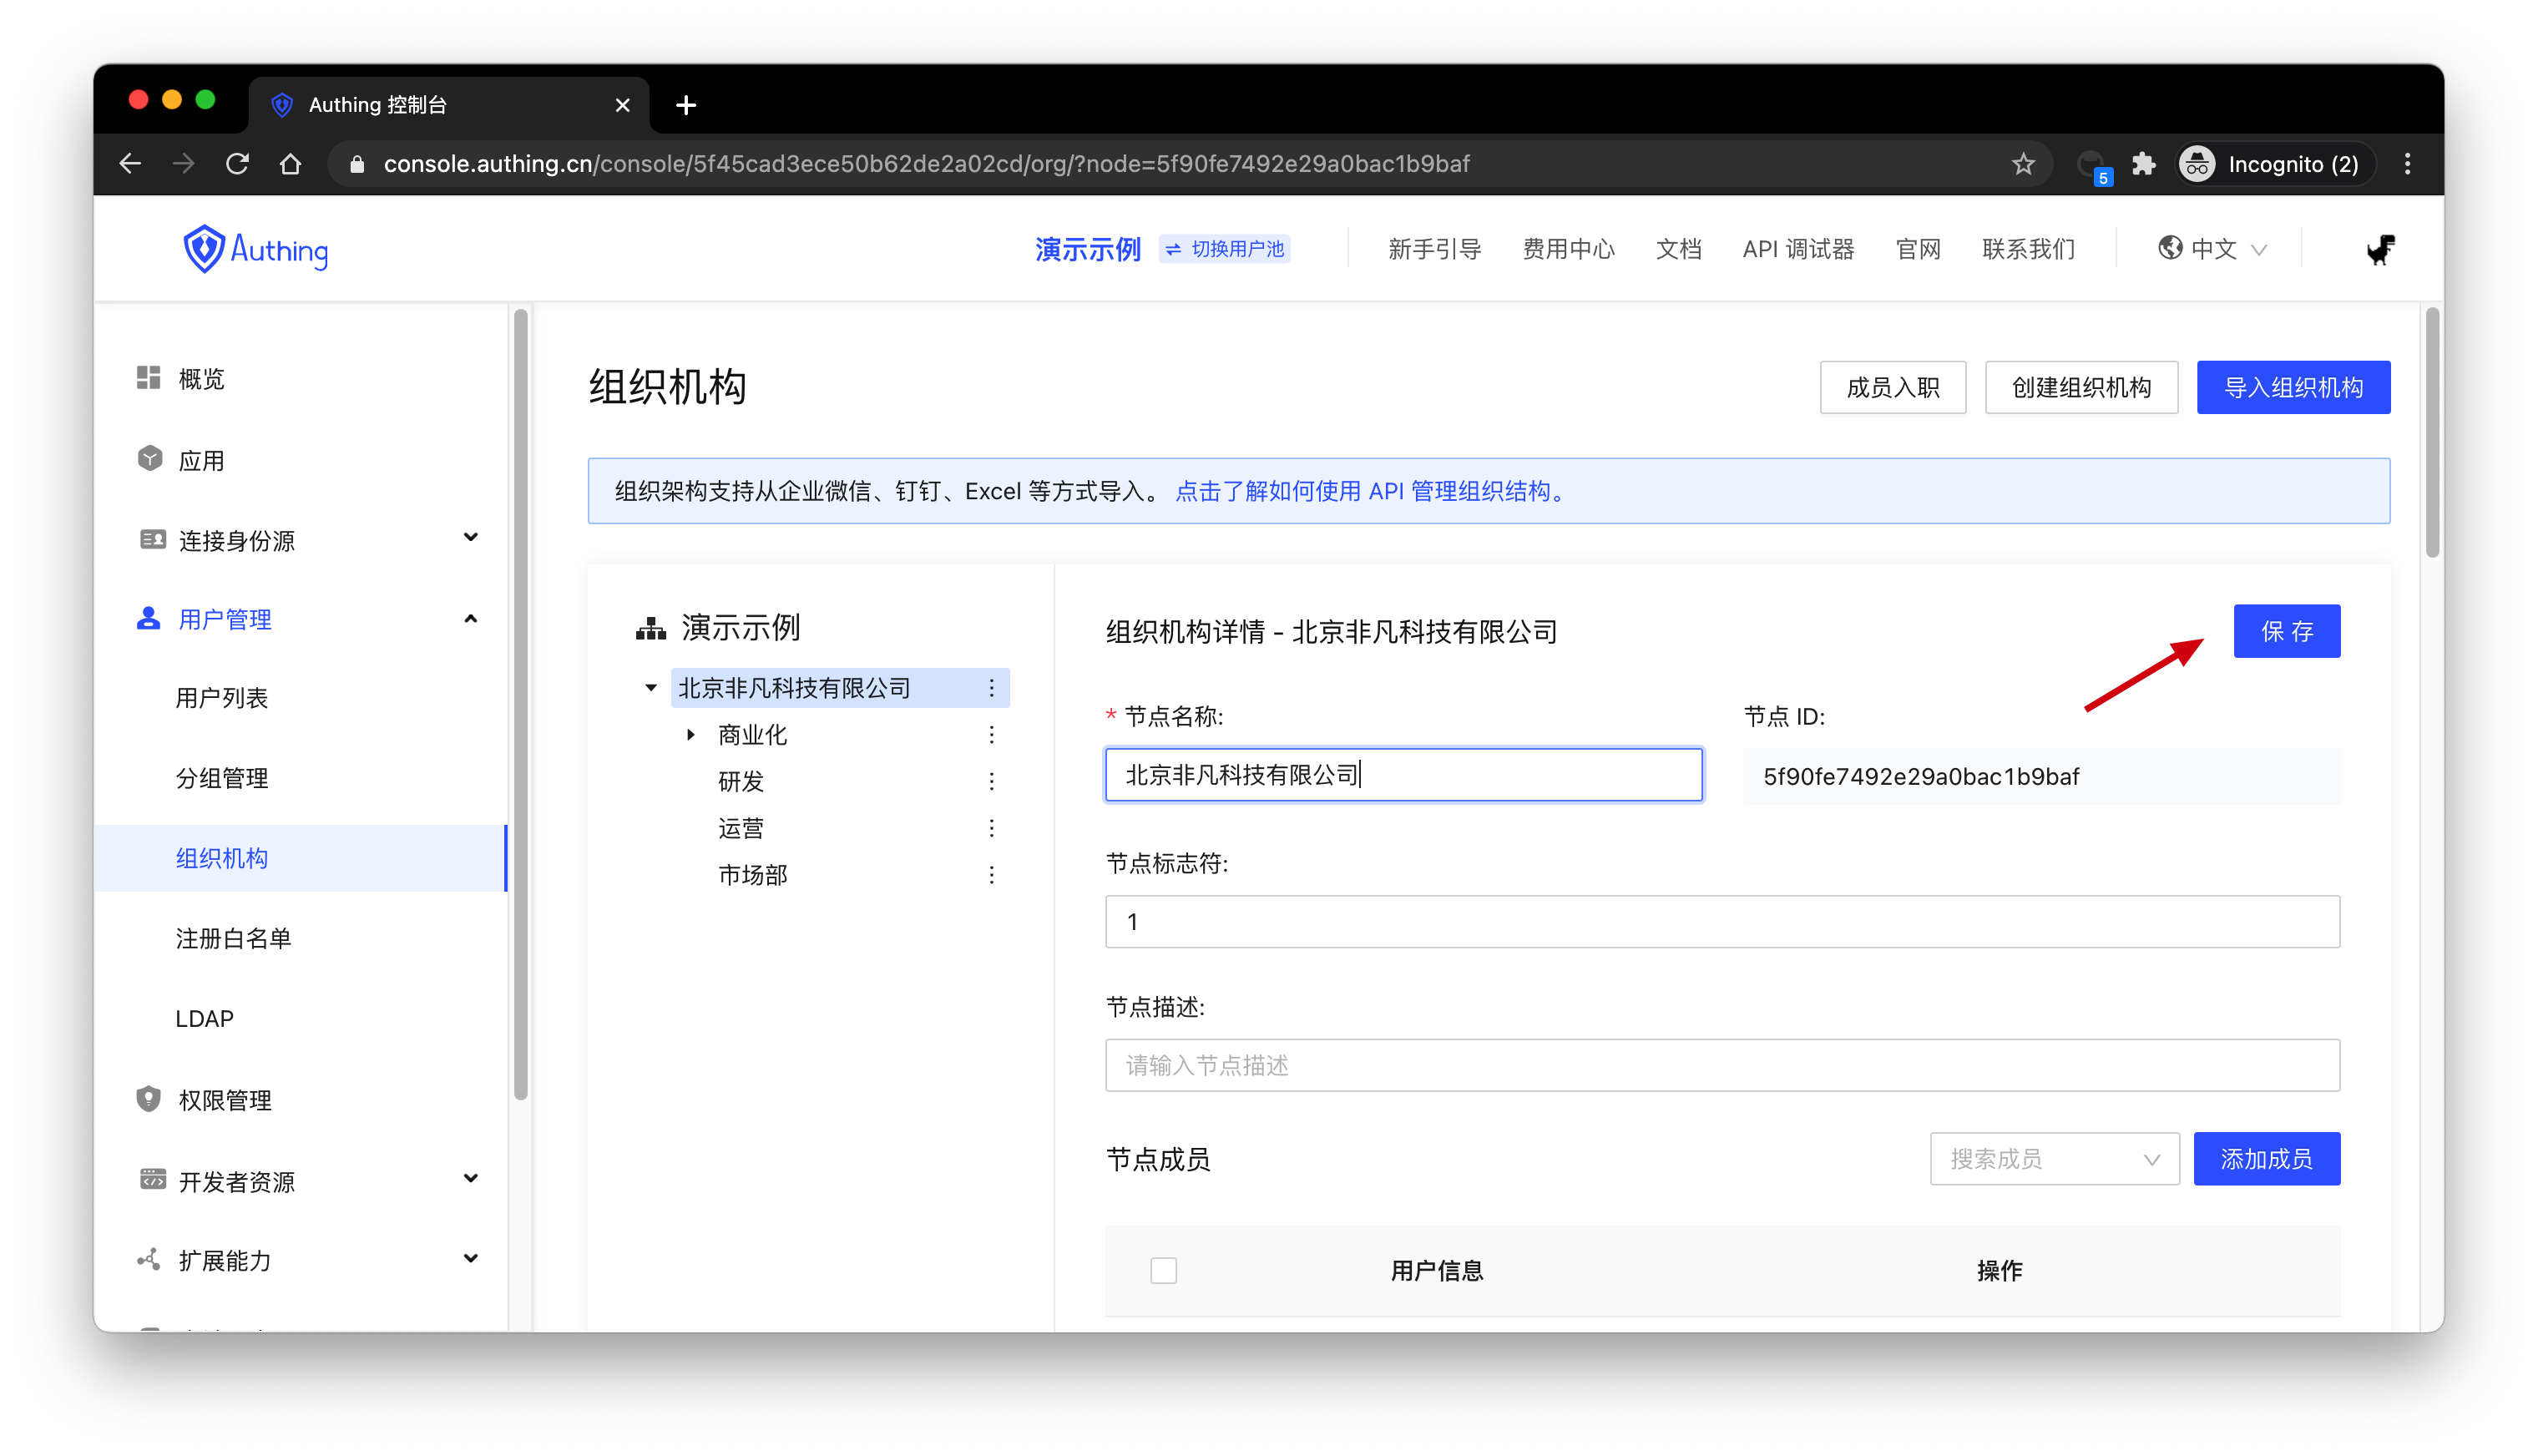 Authing 控制台
console.authing.cn/console/5f45cad3ece50b62de2a02cd/org/?node=5f90fe7492e29a0bac1b9baf
5
Incognito (2)
Authing
演示示例
切换用户池
新手引导
费用中心
文档
API 调试器
官网
联系我们
中文
概览
应用
连接身份源
用户管理
用户列表
分组管理
组织机构
注册白名单
LDAP
权限管理
开发者资源
扩展能力
组织机构
成员入职
创建组织机构
导入组织机构
组织架构支持从企业微信、钉钉、Excel 等方式导入。 点击了解如何使用 API 管理组织结构。
演示示例
北京非凡科技有限公司
商业化
研发
运营
市场部
组织机构详情 - 北京非凡科技有限公司
保 存
* 节点名称:
节点 ID:
北京非凡科技有限公司
5f90fe7492e29a0bac1b9baf
节点标志符:
1
节点描述:
请输入节点描述
节点成员
搜索成员
添加成员
用户信息
操作